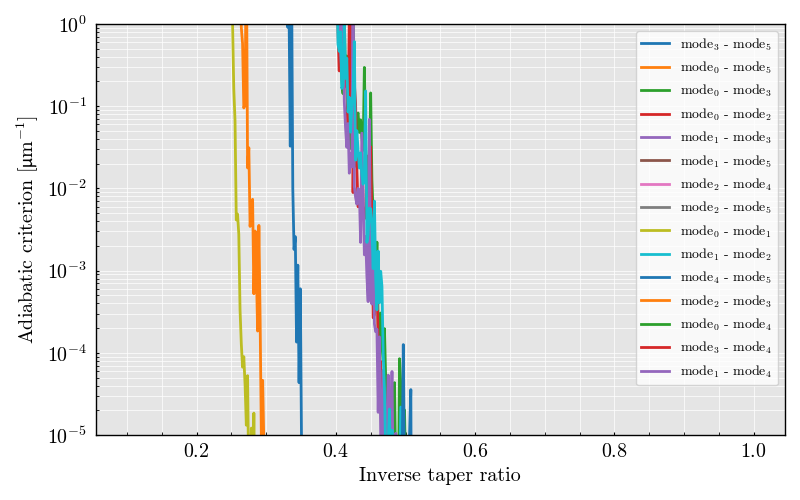 10⁰
10⁻¹
10⁻²
10⁻³
10⁻⁴
10⁻⁵
Adiabatic criterion [µm⁻¹]
mode₃ - mode₅
mode₀ - mode₅
mode₀ - mode₃
mode₀ - mode₂
mode₁ - mode₃
mode₁ - mode₅
mode₂ - mode₄
mode₂ - mode₅
mode₀ - mode₁
mode₁ - mode₂
mode₄ - mode₅
mode₂ - mode₃
mode₀ - mode₄
mode₃ - mode₄
mode₁ - mode₄
0.2 0.4 0.6 0.8 1.0
Inverse taper ratio